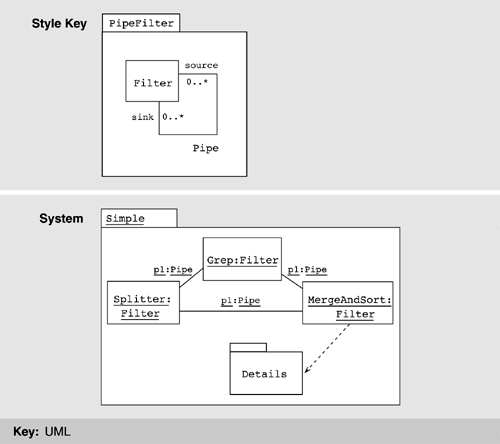 Style Key
PipeFilter
source
Filter
0..*
sink
0..*
Pipe
System
Simple
Grep:Filter
p1:Pipe
p1:Pipe
Splitter:
Filter
p1:Pipe
MergeAndSort:
Filter
Details
Key: UML